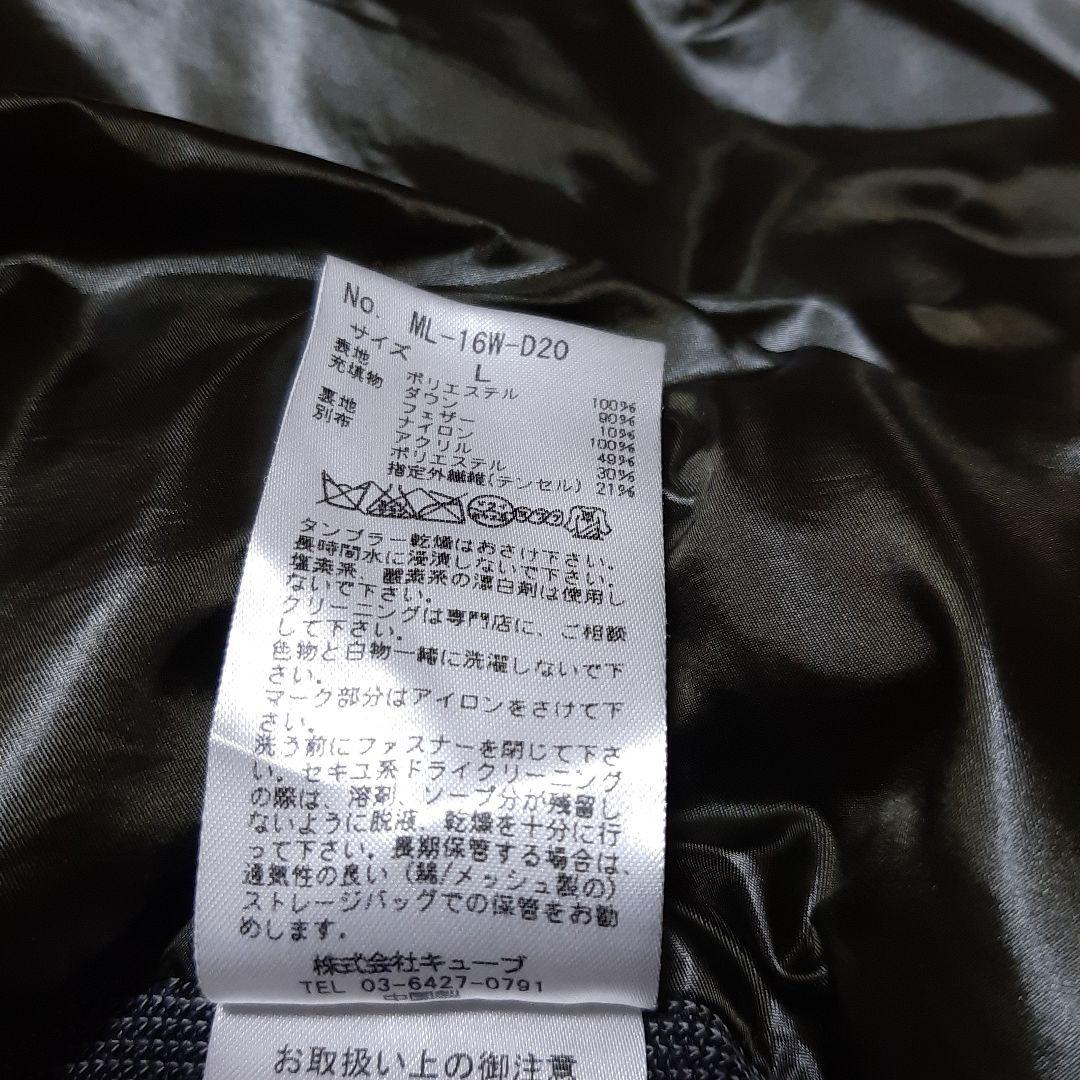 No. ML-16W-D20
サイズ L
表地 ポリエステル 100%
充填物 ダウン 90%
フェザー 10%
裏地 ナイロン 100%
別布 アクリル 49%
ポリエステル 30%
指定外繊維(テンセル) 21%
タンブラー乾燥はおさけ下さい.
長時間水に浸漬しないで下さい.
塩素系、酸素系の漂白剤は使用し
ないで下さい.
クリーニングは専門店に、ご相談
して下さい.
色物と白物一緒に洗濯しないで下
さい.
マーク部分はアイロンをさけて下
さい.
洗う前にファスナーを閉じて下さ
い. セキユ系ドライクリーニング
の際は、溶剤、ソープ分が残留し
ないように脱液、乾燥を十分に行
って下さい. 長期保管する場合は、
通気性の良い (綿/メッシュ製の)
ストレージバッグでの保管をお勧
めします.
株式会社キューブ
TEL 03-6427-0791
中国製
お取扱い上の御注意